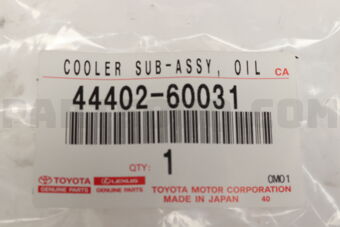 COOLER SUB-ASSY, OIL CA
44402-60031
QTY:
1
OM01
TOYOTA LEXUS TOYOTA MOTOR CORPORATION
GENUINE PARTS GENUINE PARTS MADE IN JAPAN 40